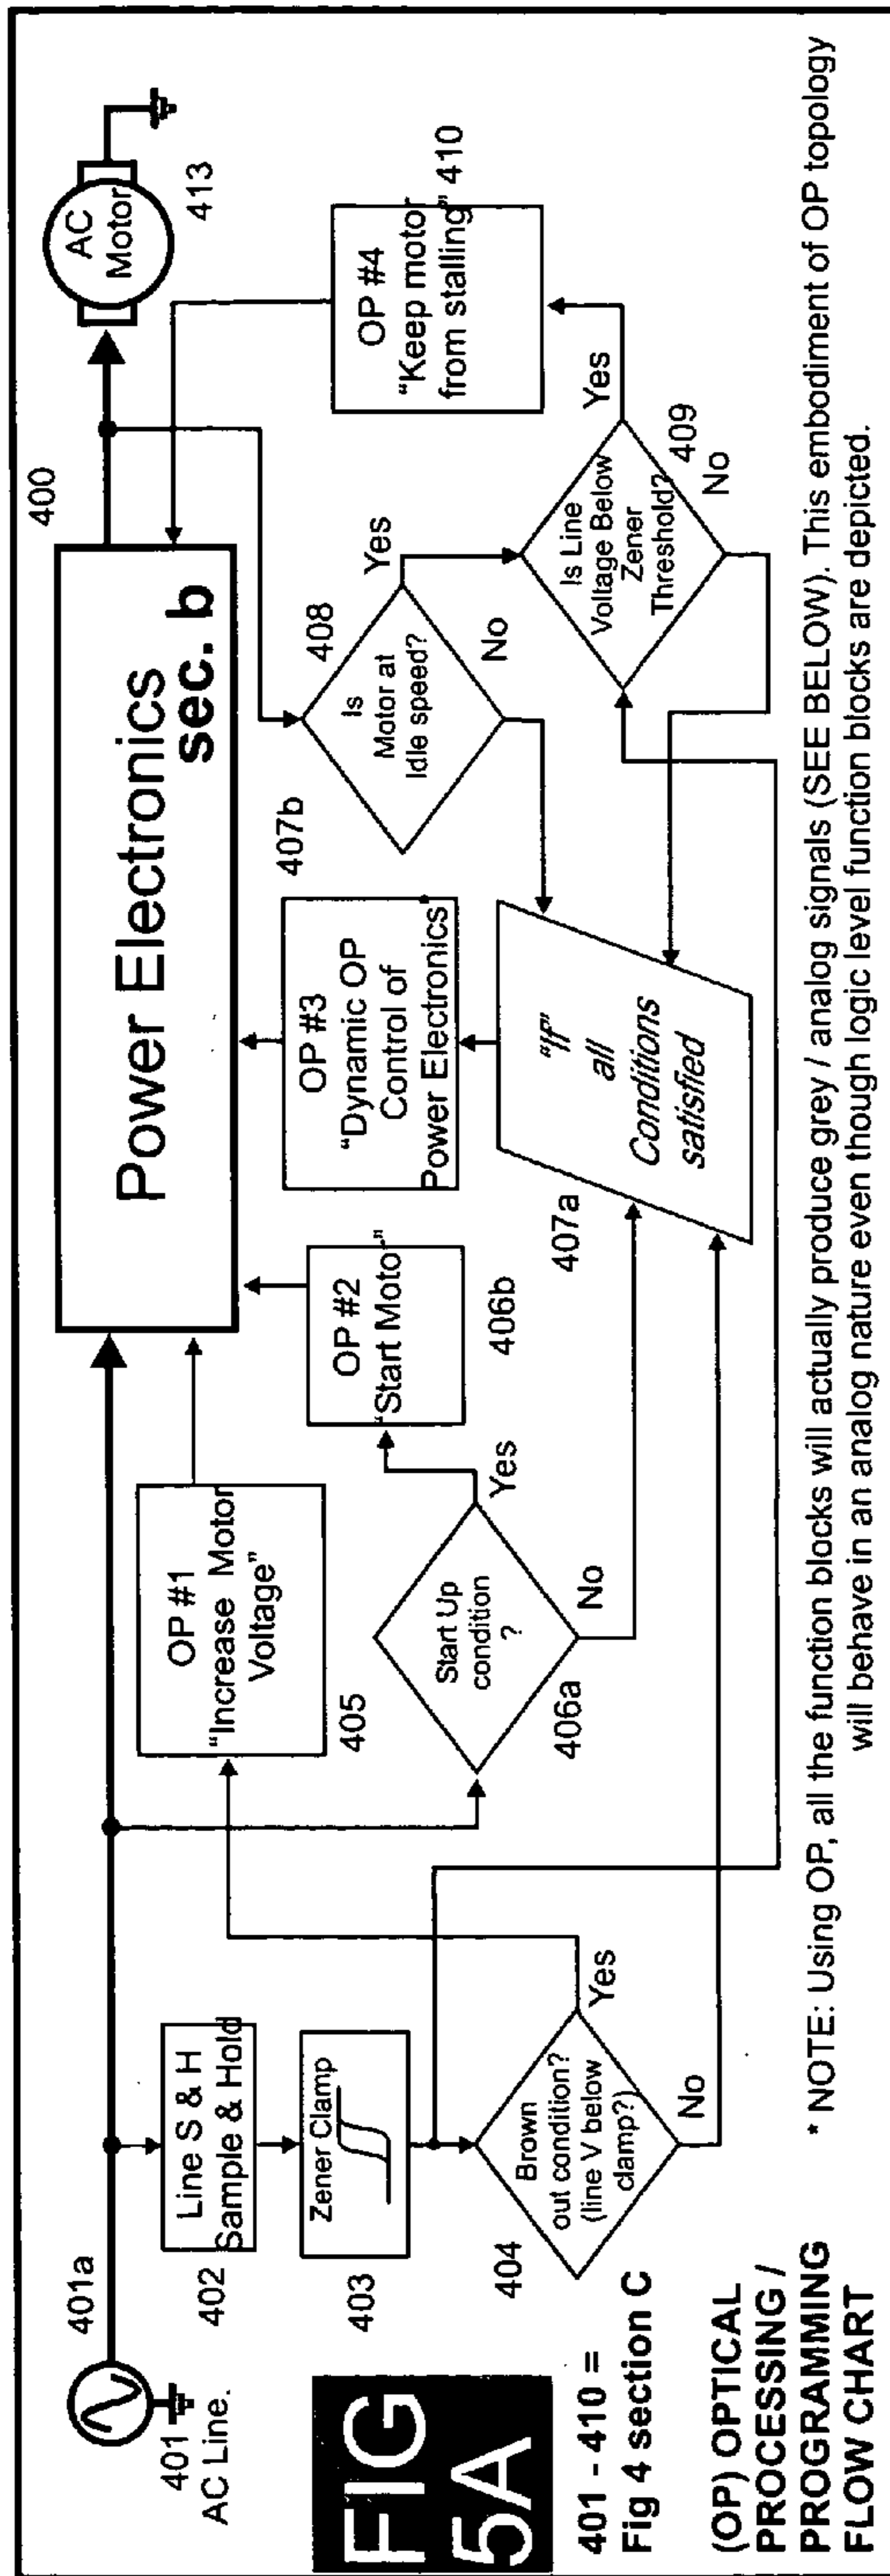 401a
401
AC Line.
Line S & H
Sample & Hold
402
Zener Clamp
403
Brown
out condition?
(line V below
clamp?)
404
Yes
No
OP #1
"Increase Motor
Voltage"
405
Start Up
condition
?
406a
Yes
No
OP #2
"Start Motor"
406b
Power Electronics
sec. b
400
OP #3
"Dynamic OP
Control of
Power Electronics"
407b
"If"
all
Conditions
satisfied
407a
Is
Motor at
Idle speed?
408
Yes
No
Is Line
Voltage Below
Zener
Threshold?
409
Yes
No
OP #4
"Keep motor
from stalling"
410
AC
Motor
413
FIG
5A
401 - 410 =
Fig 4 section C
(OP) OPTICAL
PROCESSING /
PROGRAMMING
FLOW CHART
* NOTE: Using OP, all the function blocks will actually produce grey / analog signals (SEE BELOW). This embodiment of OP topology
will behave in an analog nature even though logic level function blocks are depicted.